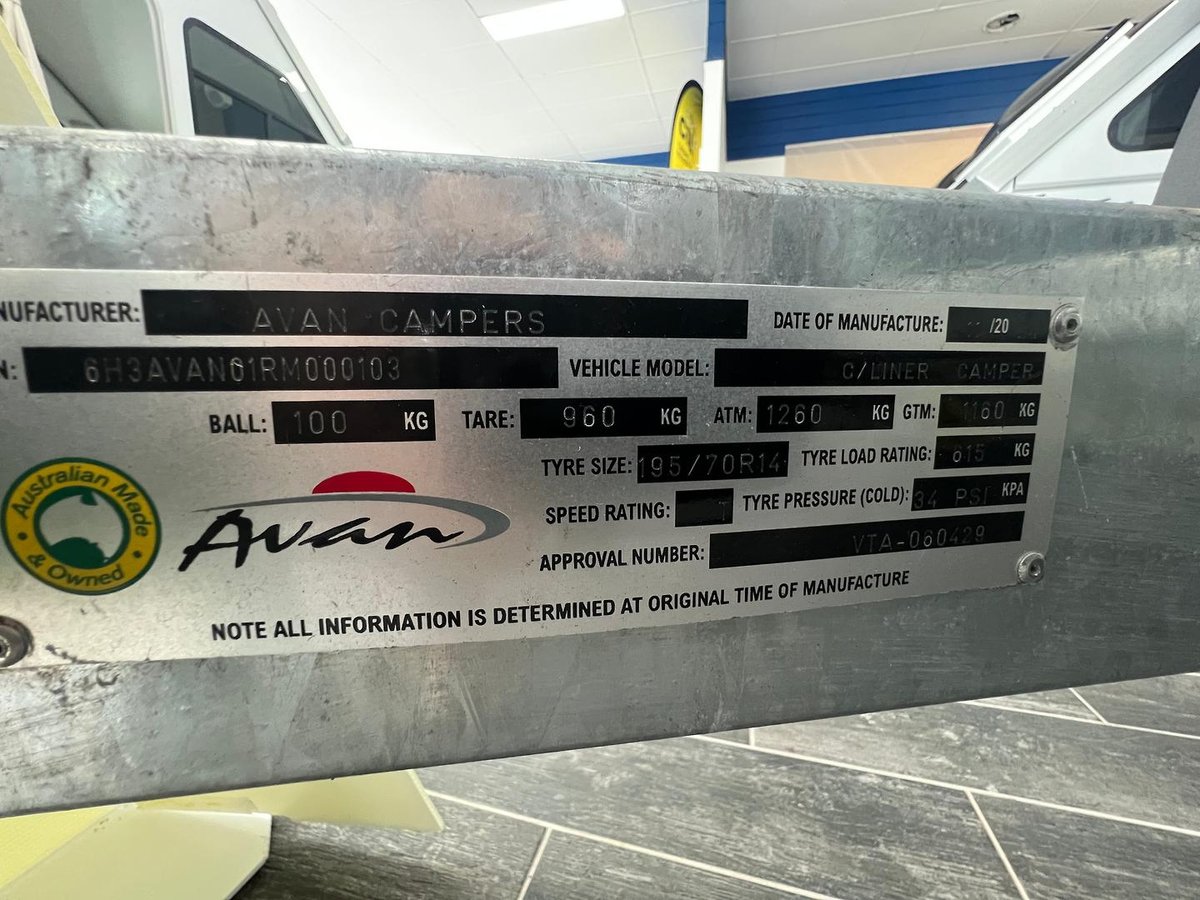 NUFACTURER: AVAN CAMPERS DATE OF MANUFACTURE: /20
N: 6H3AVAN61RM000103 VEHICLE MODEL: C/LINER CAMPER
BALL: 100 KG TARE: 960 KG ATM: 1260 KG GTM: 1160 KG
TYRE SIZE: 195/70R14 TYRE LOAD RATING: 615 KG
SPEED RATING: TYRE PRESSURE (COLD): 34 PSI KPA
APPROVAL NUMBER: VTA-060429
Australian Made
& Owned
Avan
NOTE ALL INFORMATION IS DETERMINED AT ORIGINAL TIME OF MANUFACTURE